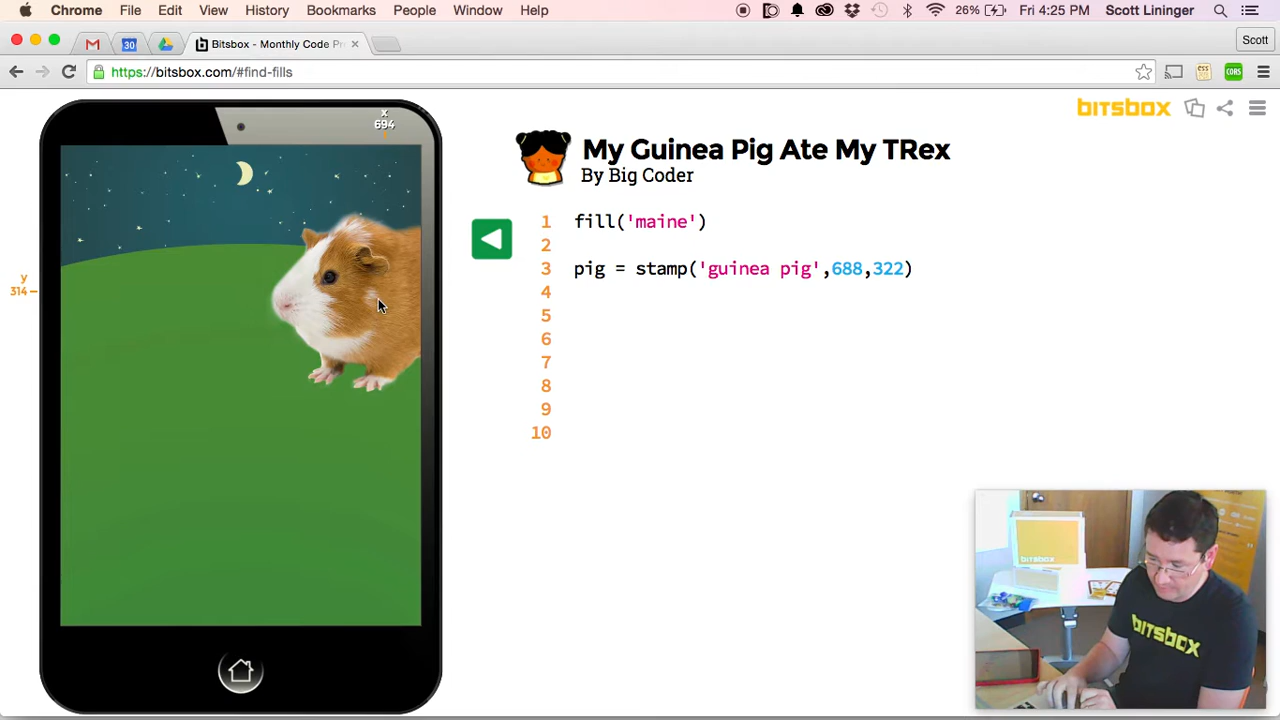 Chrome File Edit View History Bookmarks People Window Help 26% Fri 4:25 PM Scott Lininger
30 Bitsbox - Monthly Code Pr Scott
https://bitsbox.com/#find-fills CORS
bitsbox
x
694
My Guinea Pig Ate My TRex
By Big Coder
1 fill('maine')
2
3 pig = stamp('guinea pig',688,322)
y
314
4
5
6
7
8
9
10
bitsbox